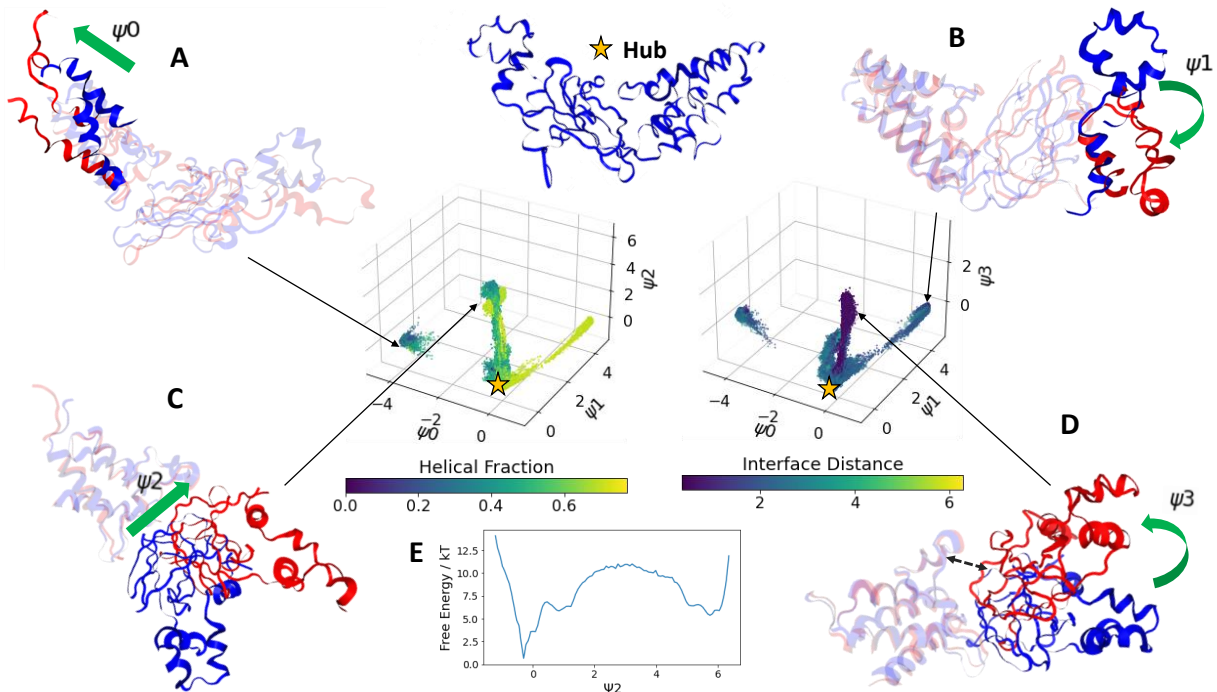 ψ0
A
Hub
B
ψ1
6
4
2
0
ψ2
−4
−2
0
ψ0
0
2
4
ψ1
2
0
ψ3
−4
−2
0
ψ0
0
2
4
ψ1
C
ψ2
D
ψ3
Helical Fraction
0.0 0.2 0.4 0.6
Interface Distance
2 4 6
E
Free Energy / kT
12.5
10.0
7.5
5.0
2.5
0.0
0 2 4 6
Ψ2